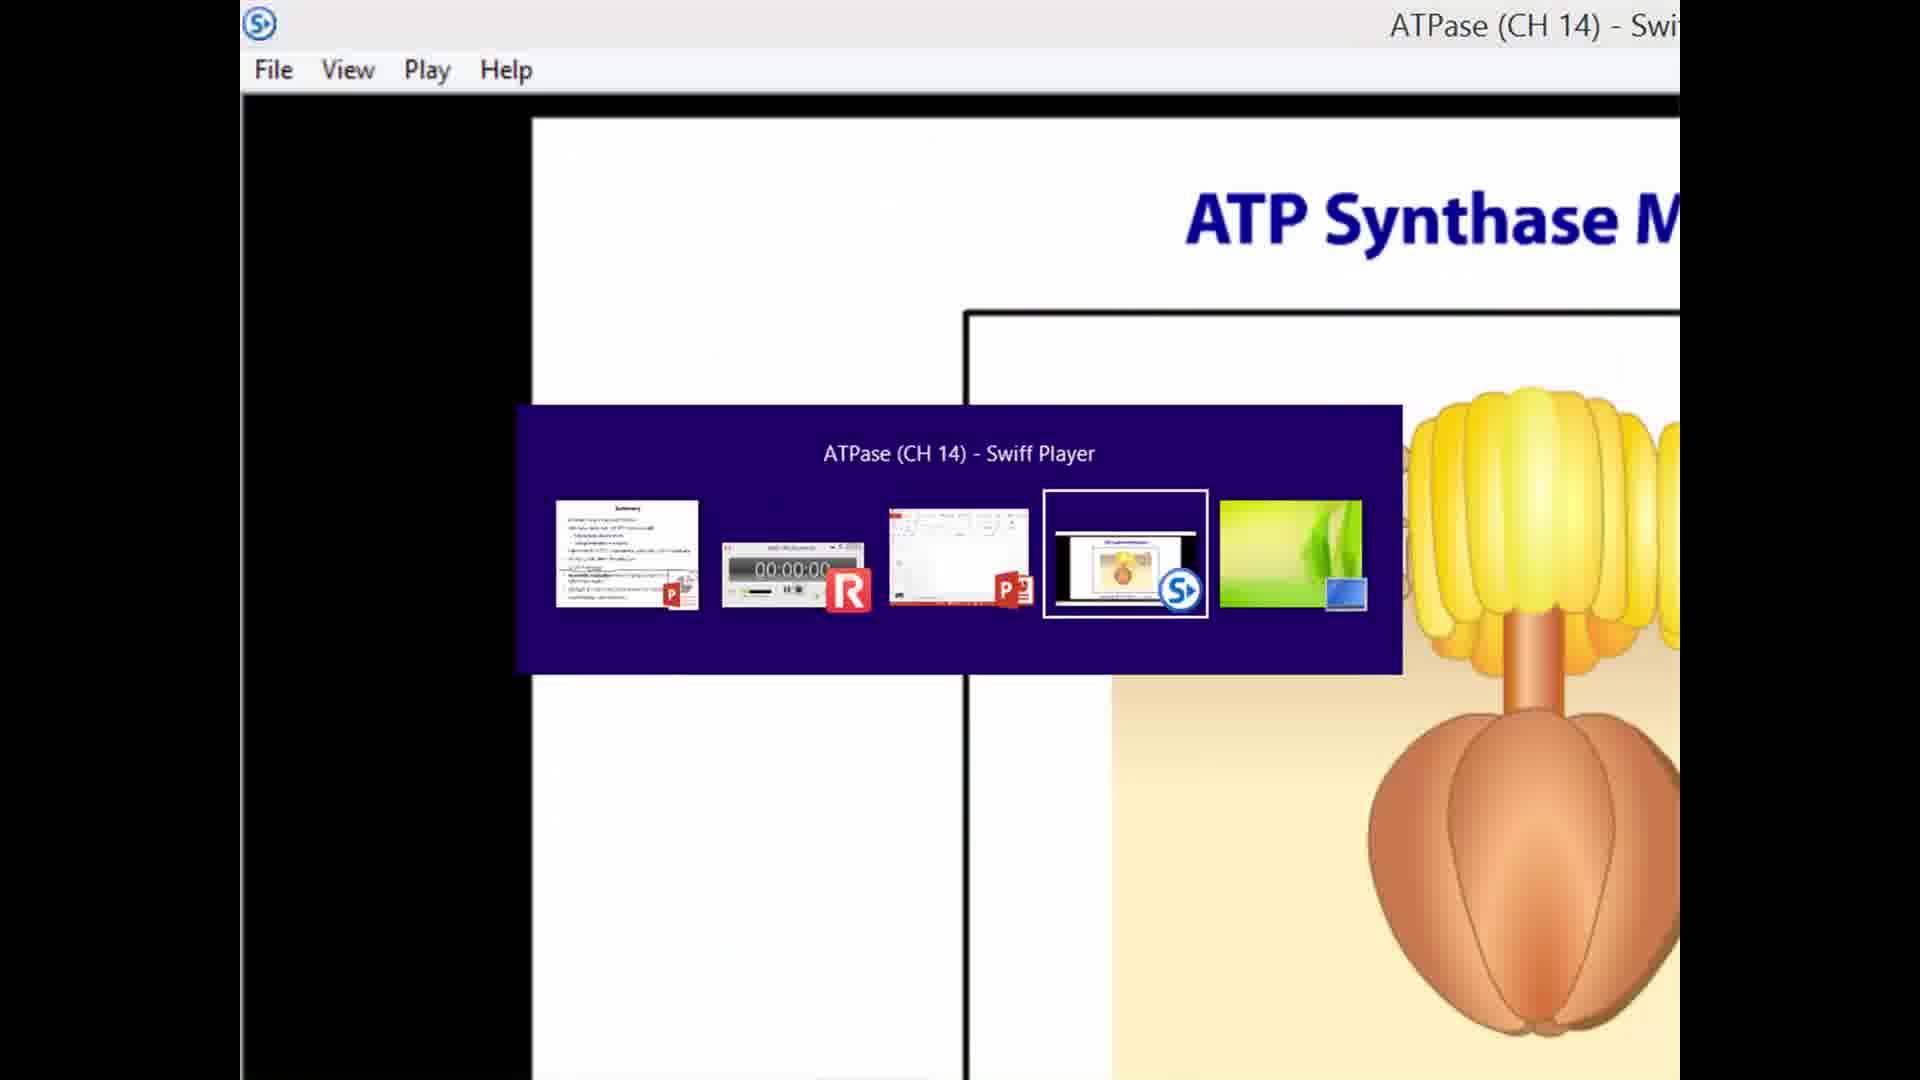 ATPase (CH 14) - Swi
File View Play Help
ATP Synthase M
ATPase (CH 14) - Swiff Player
Summary
00:00:00